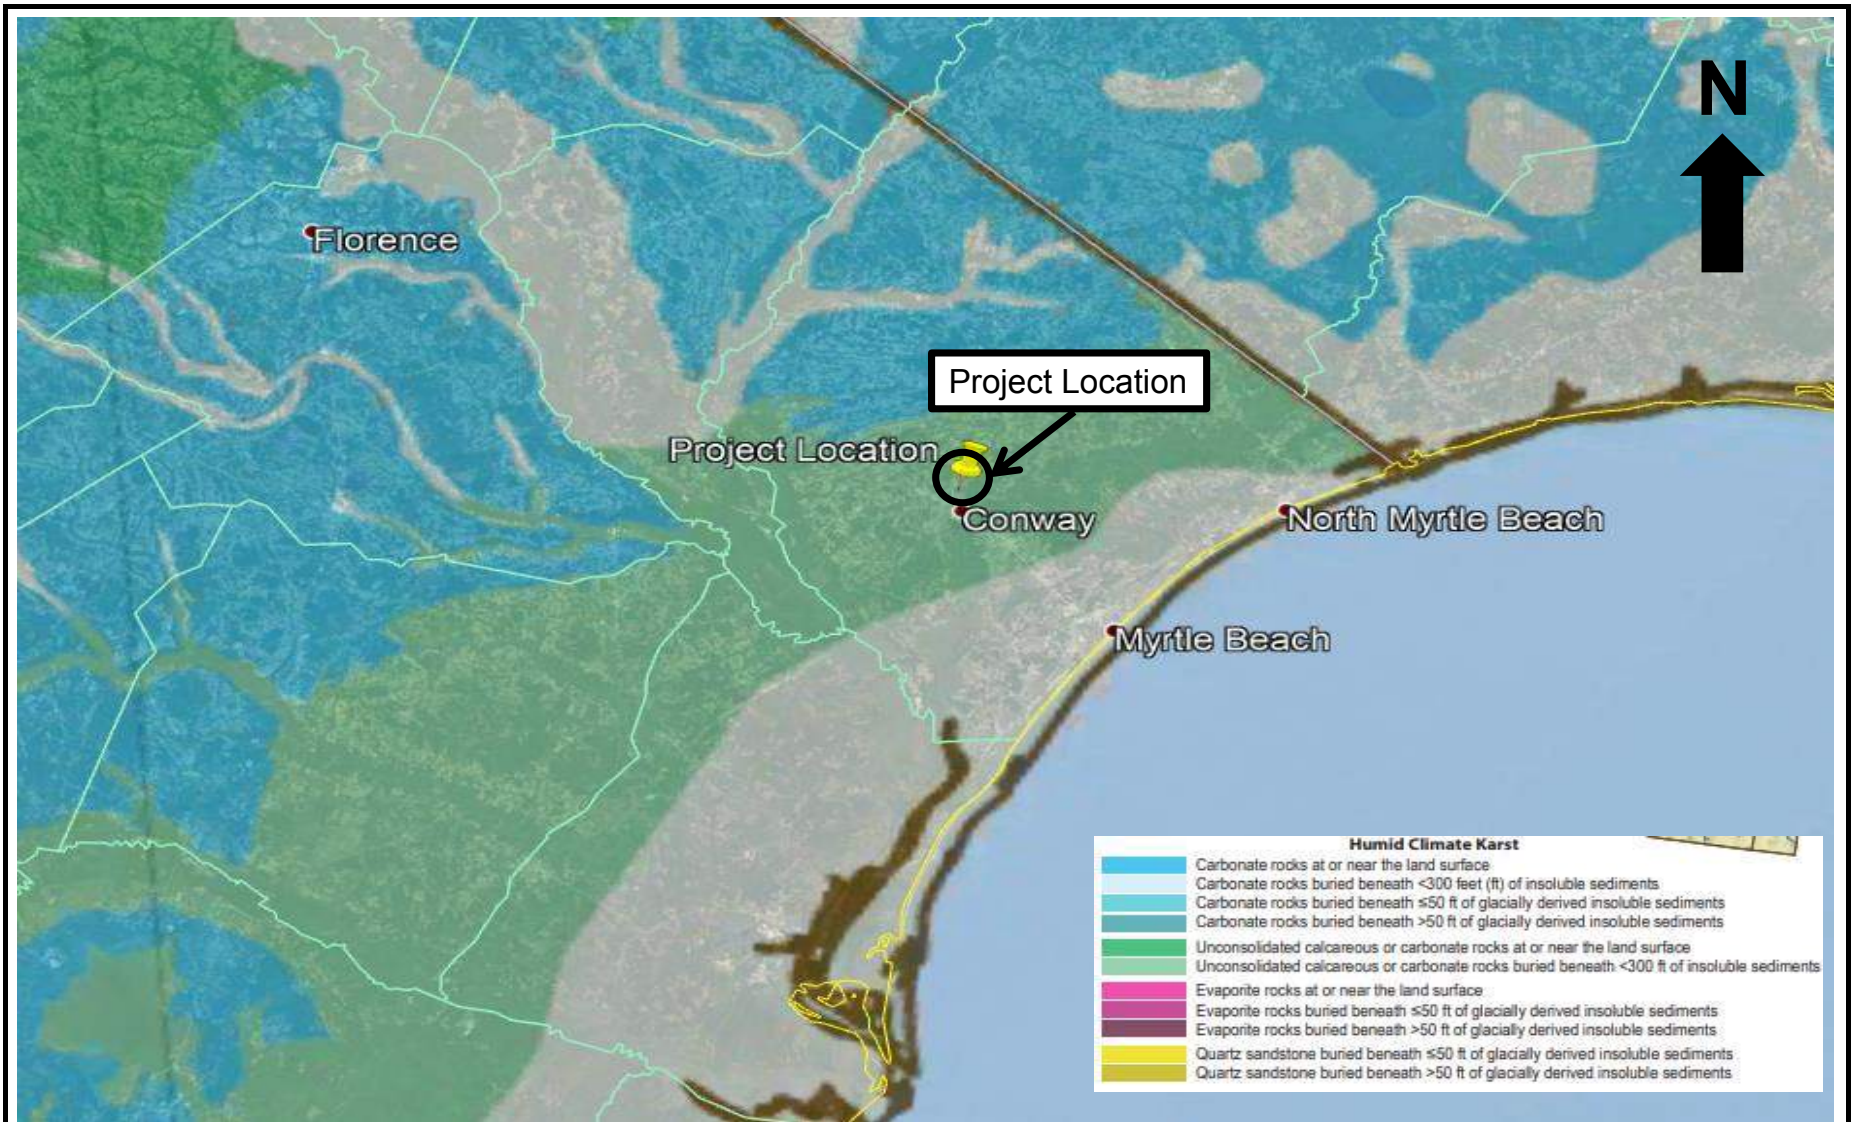 N
Florence
Project Location
Project Location
Conway
North Myrtle Beach
Myrtle Beach
Humid Climate Karst
Carbonate rocks at or near the land surface
Carbonate rocks buried beneath <300 feet (ft) of insoluble sediments
Carbonate rocks buried beneath ≤50 ft of glacially derived insoluble sediments
Carbonate rocks buried beneath >50 ft of glacially derived insoluble sediments
Unconsolidated calcareous or carbonate rocks at or near the land surface
Unconsolidated calcareous or carbonate rocks buried beneath <300 ft of insoluble sediments
Evaporite rocks at or near the land surface
Evaporite rocks buried beneath ≤50 ft of glacially derived insoluble sediments
Evaporite rocks buried beneath >50 ft of glacially derived insoluble sediments
Quartz sandstone buried beneath ≤50 ft of glacially derived insoluble sediments
Quartz sandstone buried beneath >50 ft of glacially derived insoluble sediments